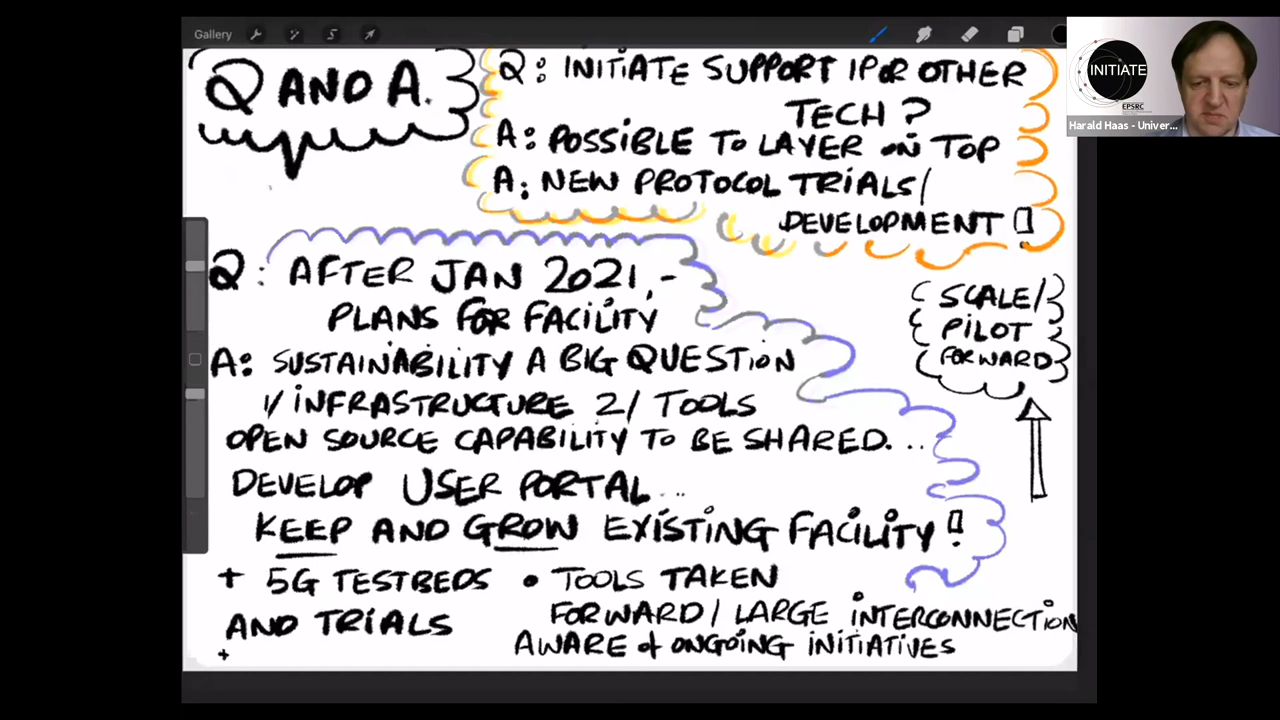 Gallery
Q AND A.
Q: INITIATE SUPPORT IP OR OTHER
TECH?
A: POSSIBLE TO LAYER ON TOP
A: NEW PROTOCOL TRIALS/
DEVELOPMENT!
Q: AFTER JAN 2021,-
PLANS FOR FACILITY
A: SUSTAINABILITY A BIG QUESTION
1/ INFRASTRUCTURE 2/ TOOLS
OPEN SOURCE CAPABILITY TO BE SHARED...
DEVELOP USER PORTAL...
KEEP AND GROW EXISTING FACILITY!
+ 5G TESTBEDS
AND TRIALS
+
• TOOLS TAKEN
FORWARD / LARGE INTERCONNECTION
AWARE of ONGOING INITIATIVES
SCALE/
PILOT
FORWARD
INITIATE
EPSRC
Harald Haas - Univer...